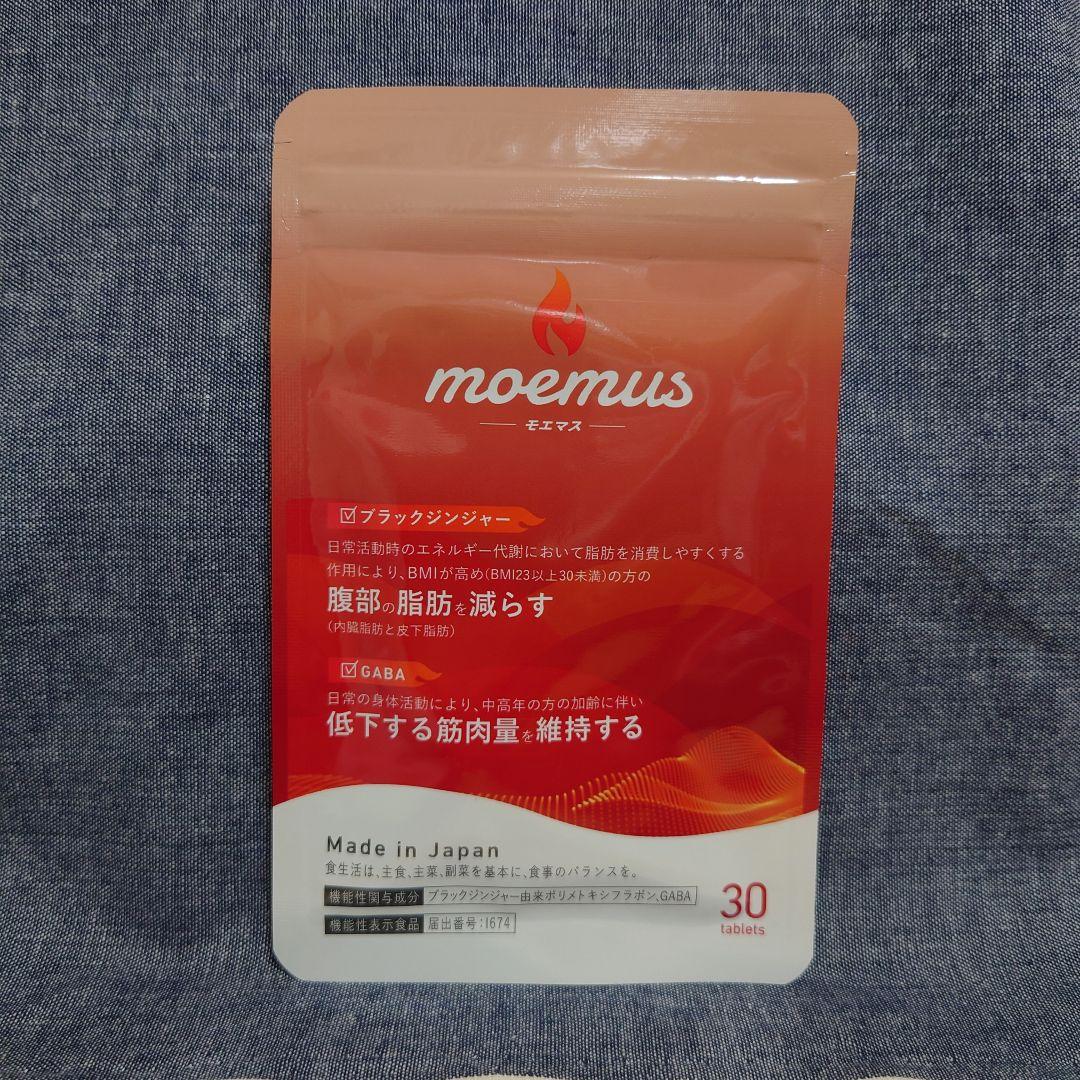 moemus
モエマス
ブラックジンジャー
日常活動時のエネルギー代謝において脂肪を消費しやすくする
作用により、BMIが高め(BMI23以上30未満)の方の
腹部の脂肪を減らす
(内臓脂肪と皮下脂肪)
GABA
日常の身体活動により、中高年の方の加齢に伴い
低下する筋肉量を維持する
Made in Japan
食生活は、主食、主菜、副菜を基本に、食事のバランスを。
機能性関与成分 ブラックジンジャー由来ポリメトキシフラボン、GABA
機能性表示食品 届出番号:I674
30
tablets